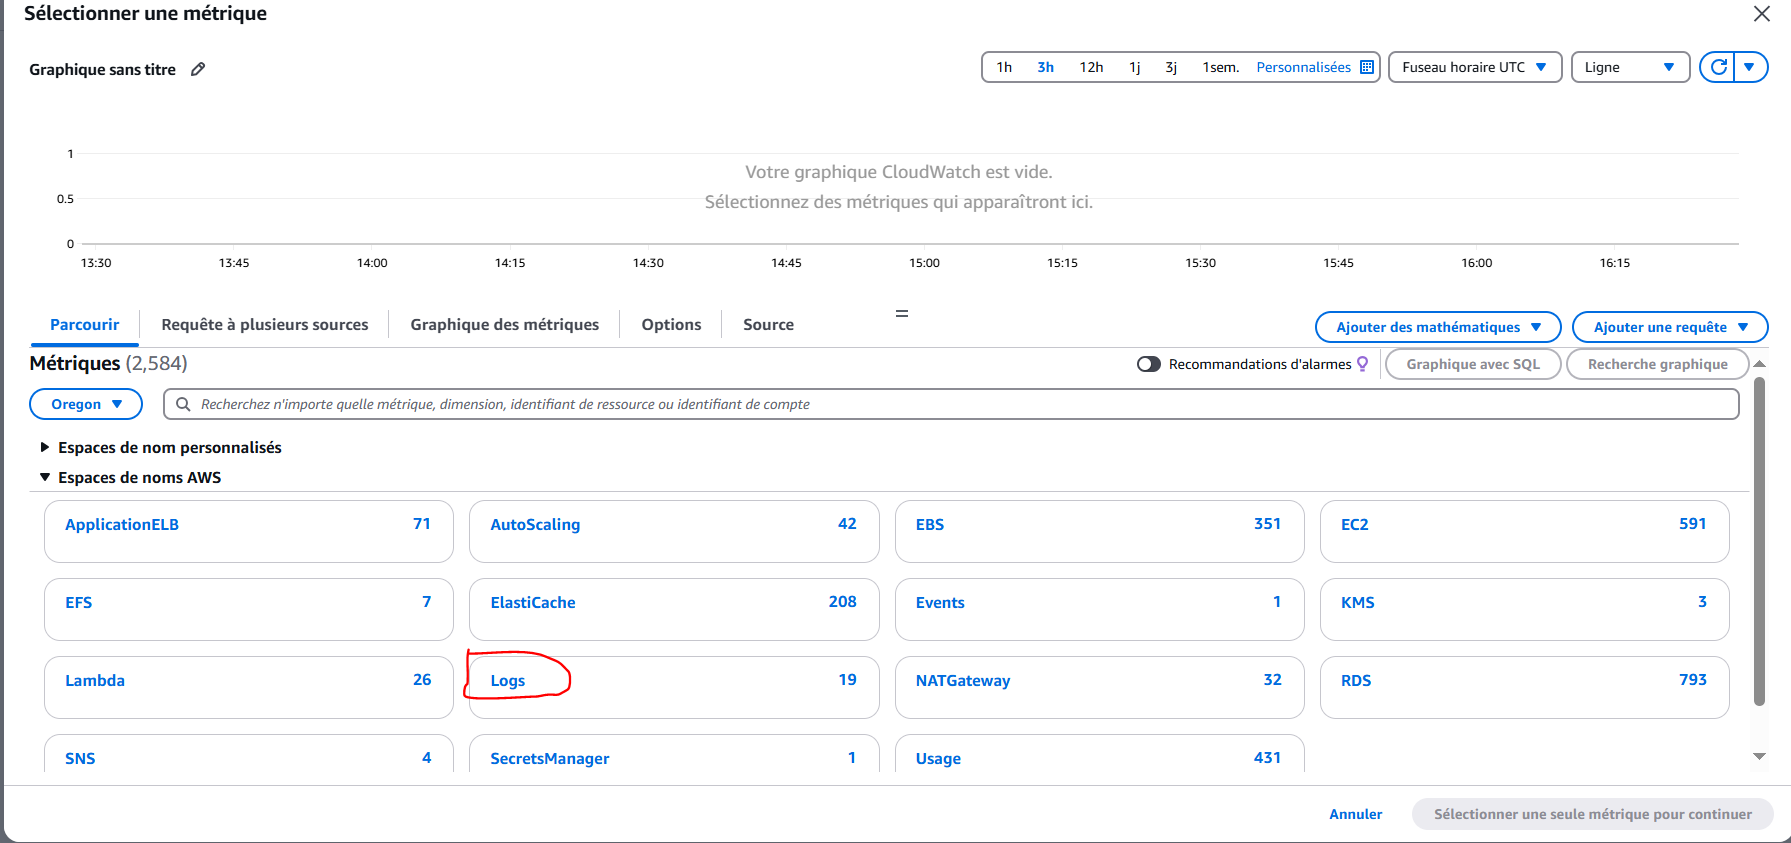 Sélectionner une métrique
Graphique sans titre
1h 3h 12h 1j 3j 1sem. Personnalisées
Fuseau horaire UTC
Ligne
1
Votre graphique CloudWatch est vide.
0.5
Sélectionnez des métriques qui apparaîtront ici.
0
13:30 13:45 14:00 14:15 14:30 14:45 15:00 15:15 15:30 15:45 16:00 16:15
Parcourir Requête à plusieurs sources Graphique des métriques Options Source
Ajouter des mathématiques Ajouter une requête
Métriques (2,584)
Recommandations d'alarmes Graphique avec SQL Recherche graphique
Oregon Recherchez n'importe quelle métrique, dimension, identifiant de ressource ou identifiant de compte
Espaces de nom personnalisés
Espaces de noms AWS
ApplicationELB 71 AutoScaling 42 EBS 351 EC2 591
EFS 7 ElastiCache 208 Events 1 KMS 3
Lambda 26 Logs 19 NATGateway 32 RDS 793
SNS 4 SecretsManager 1 Usage 431
Annuler Sélectionner une seule métrique pour continuer